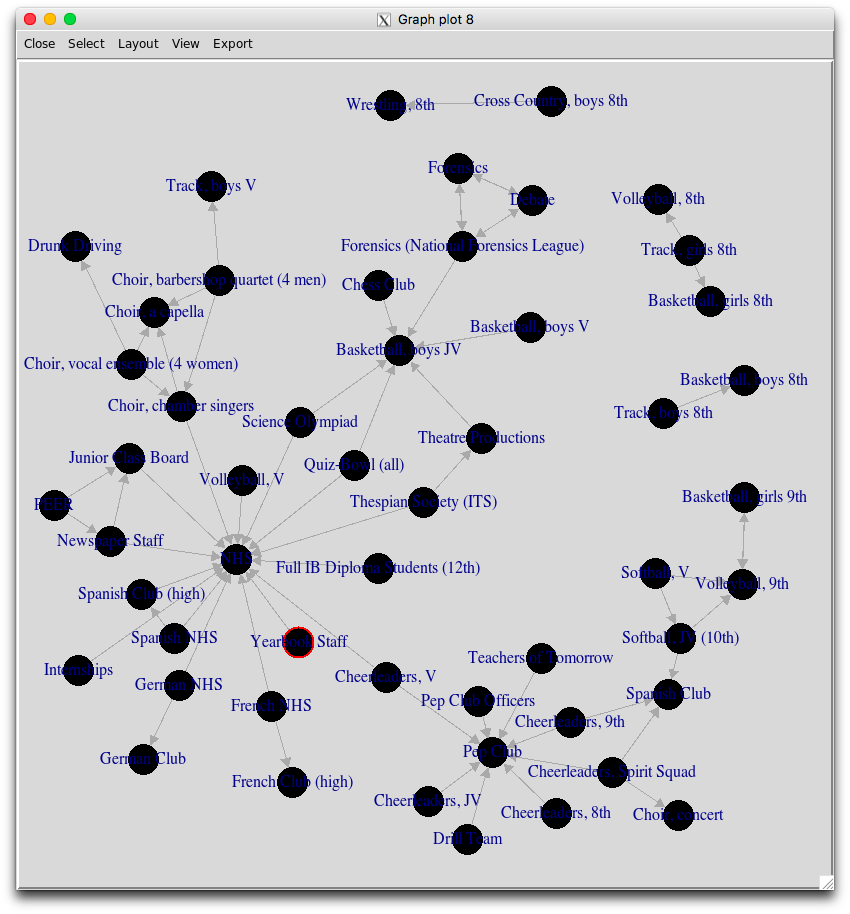 Graph plot 8
Close Select Layout View Export
Wrestling, 8th
Cross Country, boys 8th
Forensics
Track, boys V
Debate
Volleyball, 8th
Drunk Driving
Forensics (National Forensics League)
Track, girls 8th
Choir, barbershop quartet (4 men)
Chess Club
Basketball, girls 8th
Choir, a capella
Basketball, boys V
Basketball, boys JV
Choir, vocal ensemble (4 women)
Basketball, boys 8th
Choir, chamber singers
Track, boys 8th
Science Olympiad
Theatre Productions
Junior Class Board
Quiz-Bowl (all)
Volleyball, V
Basketball, girls 9th
PEER
Thespian Society (ITS)
Newspaper Staff
NHS
Full IB Diploma Students (12th)
Softball, V
Volleyball, 9th
Spanish Club (high)
Spanish NHS
Yearbook Staff
Softball, JV (10th)
Teachers of Tomorrow
Internships
Cheerleaders, V
German NHS
Spanish Club
Pep Club Officers
French NHS
Cheerleaders, 9th
Pep Club
German Club
Cheerleaders, Spirit Squad
French Club (high)
Cheerleaders, JV
Cheerleaders, 8th
Choir, concert
Drill Team